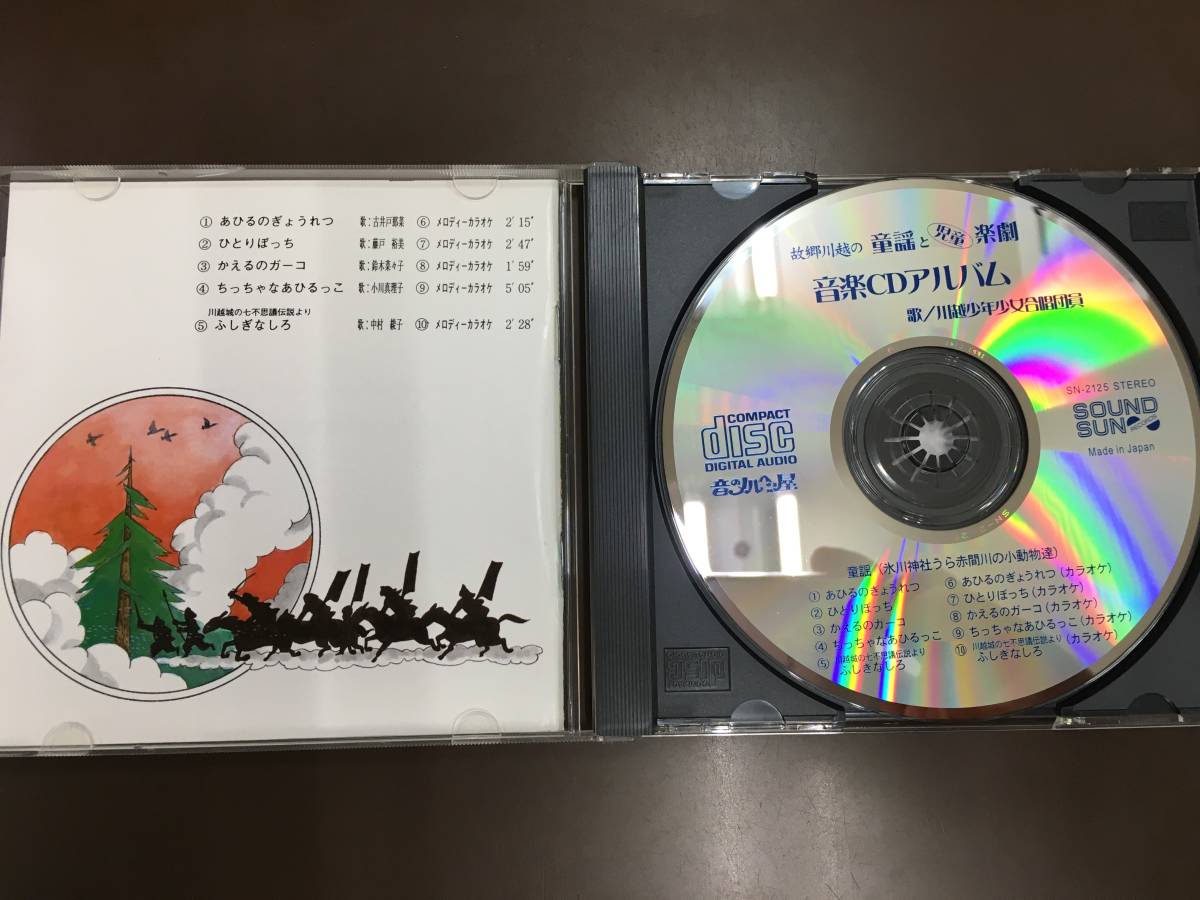 ① あひるのぎょうれつ 歌：古井戸那菜 ⑥ メロディーカラオケ 2′15″
② ひとりぼっち 歌：藤戸 裕美 ⑦ メロディーカラオケ 2′47″
③ かえるのガーコ 歌：鈴木菜々子 ⑧ メロディーカラオケ 1′59″
④ ちっちゃなあひるっこ 歌：小川真理子 ⑨ メロディーカラオケ 5′05″
川越城の七不思議伝説より
⑤ ふしぎなしろ 歌：中村 綾子 ⑩ メロディーカラオケ 2′28″
故郷川越の 童謡と 児童 楽劇
音楽CDアルバム
歌／川越少年少女合唱団員
SN-2125 STEREO
SOUND
SUN RECORDS
Made in Japan
COMPACT
disc
DIGITAL AUDIO
童謡（氷川神社うら赤間川の小動物達）
① あひるのぎょうれつ
② ひとりぼっち
③ かえるのガーコ
④ ちっちゃなあひるっこ
⑤ 川越城の七不思議伝説より
ふしぎなしろ
⑥ あひるのぎょうれつ（カラオケ）
⑦ ひとりぼっち（カラオケ）
⑧ かえるのガーコ（カラオケ）
⑨ ちっちゃなあひるっこ（カラオケ）
⑩ 川越城の七不思議伝説より（カラオケ）
ふしぎなしろ